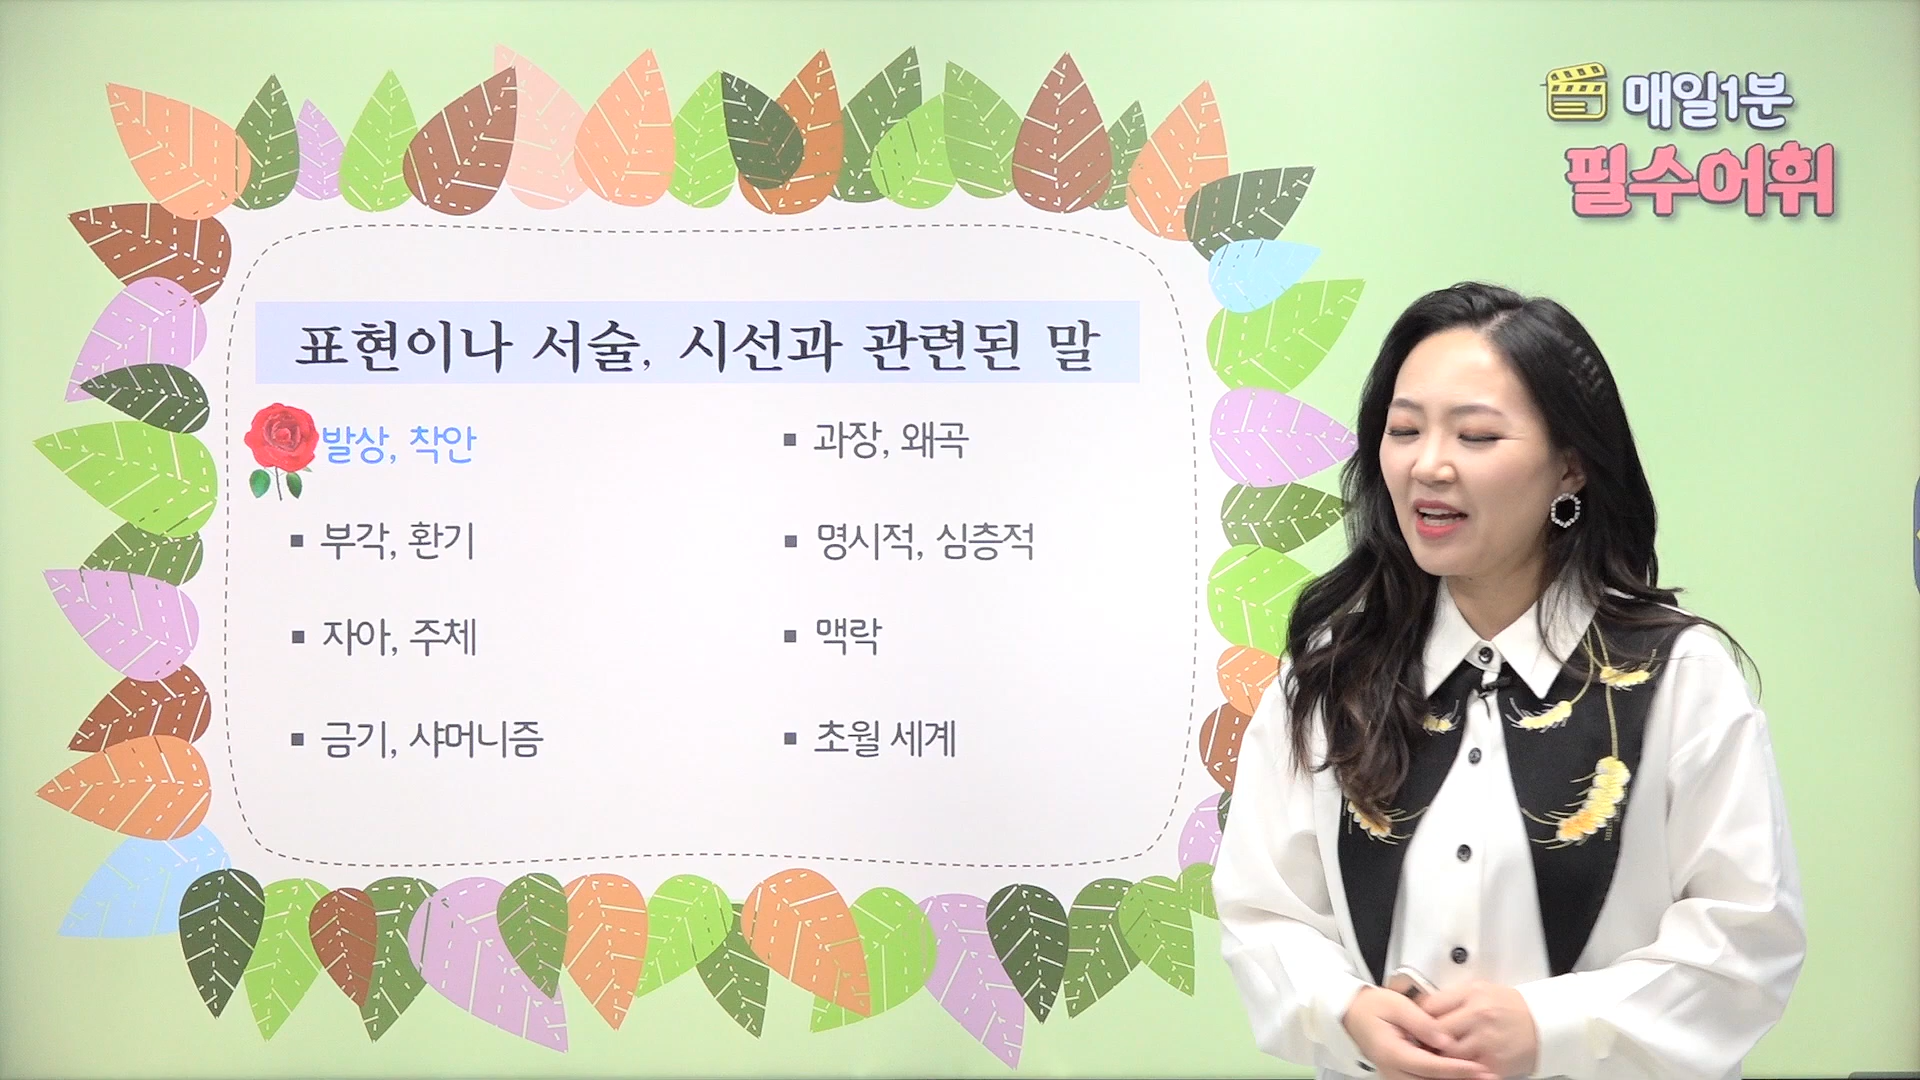 매일1분
필수어휘
표현이나 서술, 시선과 관련된 말
발상, 착안
부각, 환기
자아, 주체
금기, 샤머니즘
과장, 왜곡
명시적, 심층적
맥락
초월 세계